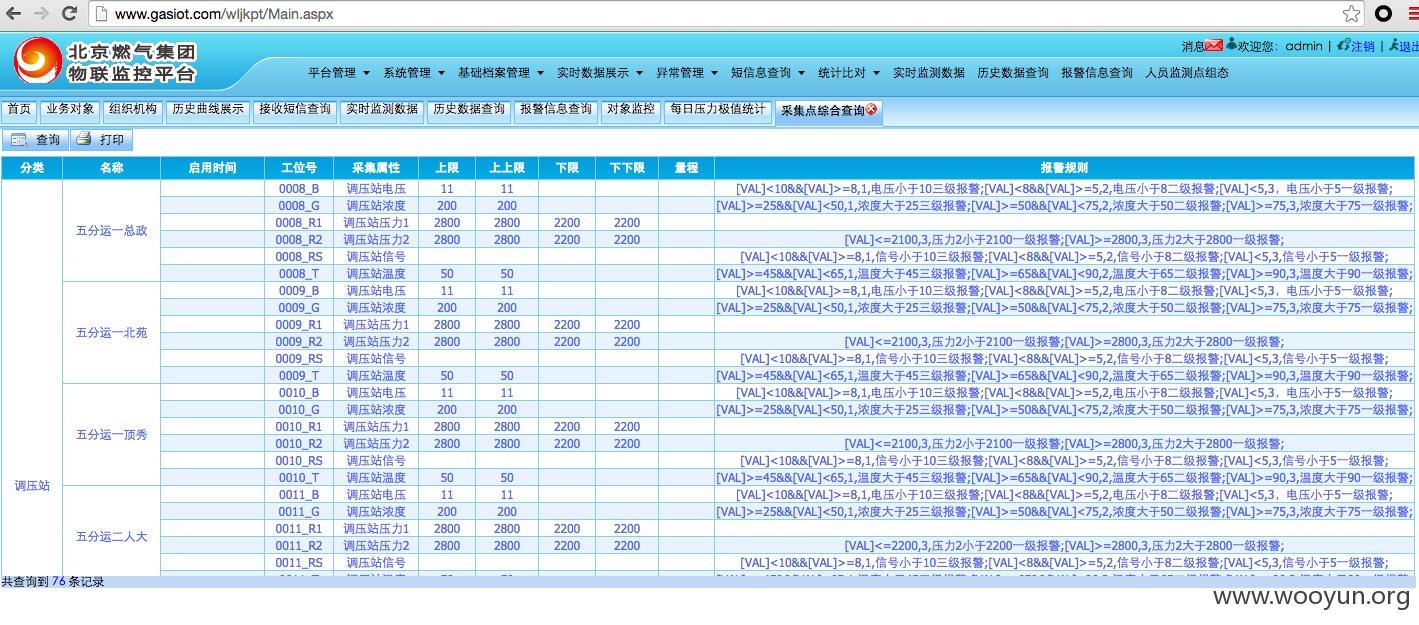 www.gasiot.com/wljkpt/Main.aspx
消息 欢迎您: admin | 注销 | 退出
北京燃气集团
物联监控平台
平台管理 系统管理 基础档案管理 实时数据展示 异常管理 短信息查询 统计比对 实时监测数据 历史数据查询 报警信息查询 人员监测点组态
首页 业务对象 组织机构 历史曲线展示 接收短信查询 实时监测数据 历史数据查询 报警信息查询 对象监控 每日压力极值统计 采集点综合查询
查询 打印
分类 名称 启用时间 工位号 采集属性 上限 上上限 下限 下下限 量程 报警规则
0008_B 调压站电压 11 11 [VAL]<10&&[VAL]>=8,1,电压小于10三级报警;[VAL]<8&&[VAL]>=5,2,电压小于8二级报警;[VAL]<5,3，电压小于5一级报警;
0008_G 调压站浓度 200 200 [VAL]>=25&&[VAL]<50,1,浓度大于25三级报警;[VAL]>=50&&[VAL]<75,2,浓度大于50二级报警;[VAL]>=75,3,浓度大于75一级报警;
0008_R1 调压站压力1 2800 2800 2200 2200
五分运一总政
0008_R2 调压站压力2 2800 2800 2200 2200 [VAL]<=2100,3,压力2小于2100一级报警;[VAL]>=2800,3,压力2大于2800一级报警;
0008_RS 调压站信号 [VAL]<10&&[VAL]>=8,1,信号小于10三级报警;[VAL]<8&&[VAL]>=5,2,信号小于8二级报警;[VAL]<5,3,信号小于5一级报警;
0008_T 调压站温度 50 50 [VAL]>=45&&[VAL]<65,1,温度大于45三级报警;[VAL]>=65&&[VAL]<90,2,温度大于65二级报警;[VAL]>=90,3,温度大于90一级报警;
0009_B 调压站电压 11 11 [VAL]<10&&[VAL]>=8,1,电压小于10三级报警;[VAL]<8&&[VAL]>=5,2,电压小于8二级报警;[VAL]<5,3，电压小于5一级报警;
0009_G 调压站浓度 200 200 [VAL]>=25&&[VAL]<50,1,浓度大于25三级报警;[VAL]>=50&&[VAL]<75,2,浓度大于50二级报警;[VAL]>=75,3,浓度大于75一级报警;
0009_R1 调压站压力1 2800 2800 2200 2200
五分运一北苑
0009_R2 调压站压力2 2800 2800 2200 2200 [VAL]<=2100,3,压力2小于2100一级报警;[VAL]>=2800,3,压力2大于2800一级报警;
0009_RS 调压站信号 [VAL]<10&&[VAL]>=8,1,信号小于10三级报警;[VAL]<8&&[VAL]>=5,2,信号小于8二级报警;[VAL]<5,3,信号小于5一级报警;
0009_T 调压站温度 50 50 [VAL]>=45&&[VAL]<65,1,温度大于45三级报警;[VAL]>=65&&[VAL]<90,2,温度大于65二级报警;[VAL]>=90,3,温度大于90一级报警;
0010_B 调压站电压 11 11 [VAL]<10&&[VAL]>=8,1,电压小于10三级报警;[VAL]<8&&[VAL]>=5,2,电压小于8二级报警;[VAL]<5,3，电压小于5一级报警;
0010_G 调压站浓度 200 200 [VAL]>=25&&[VAL]<50,1,浓度大于25三级报警;[VAL]>=50&&[VAL]<75,2,浓度大于50二级报警;[VAL]>=75,3,浓度大于75一级报警;
0010_R1 调压站压力1 2800 2800 2200 2200
五分运一顶秀
0010_R2 调压站压力2 2800 2800 2200 2200 [VAL]<=2100,3,压力2小于2100一级报警;[VAL]>=2800,3,压力2大于2800一级报警;
0010_RS 调压站信号 [VAL]<10&&[VAL]>=8,1,信号小于10三级报警;[VAL]<8&&[VAL]>=5,2,信号小于8二级报警;[VAL]<5,3,信号小于5一级报警;
0010_T 调压站温度 50 50 [VAL]>=45&&[VAL]<65,1,温度大于45三级报警;[VAL]>=65&&[VAL]<90,2,温度大于65二级报警;[VAL]>=90,3,温度大于90一级报警;
调压站
0011_B 调压站电压 11 11 [VAL]<10&&[VAL]>=8,1,电压小于10三级报警;[VAL]<8&&[VAL]>=5,2,电压小于8二级报警;[VAL]<5,3，电压小于5一级报警;
0011_G 调压站浓度 200 200 [VAL]>=25&&[VAL]<50,1,浓度大于25三级报警;[VAL]>=50&&[VAL]<75,2,浓度大于50二级报警;[VAL]>=75,3,浓度大于75一级报警;
0011_R1 调压站压力1 2800 2800 2200 2200
五分运二人大
0011_R2 调压站压力2 2800 2800 2200 2200 [VAL]<=2200,3,压力2小于2200一级报警;[VAL]>=2800,3,压力2大于2800一级报警;
0011_RS 调压站信号 [VAL]<10&&[VAL]>=8,1,信号小于10三级报警;[VAL]<8&&[VAL]>=5,2,信号小于8二级报警;[VAL]<5,3,信号小于5一级报警;
共查询到 76 条记录
www.wooyun.org